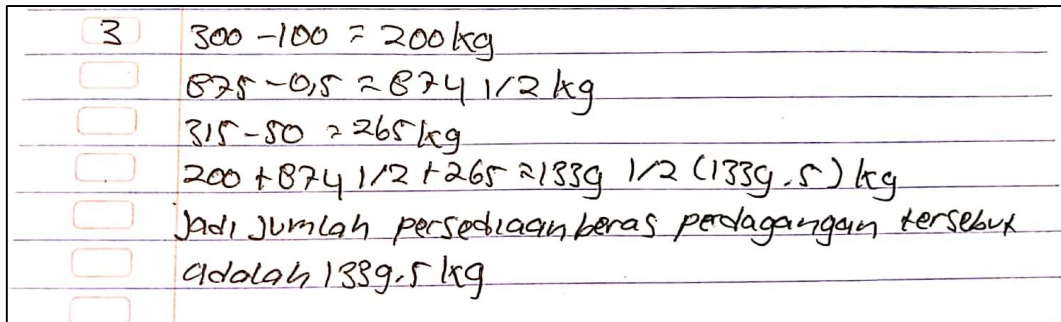 3 300 - 100 = 200 kg
875 - 0,5 = 874 1/2 kg
315 - 50 = 265 kg
200 + 874 1/2 + 265 = 1339 1/2 (1339.5) kg
Jadi Jumlah persediaan beras perdagangan tersebut
adalah 1339.5 kg